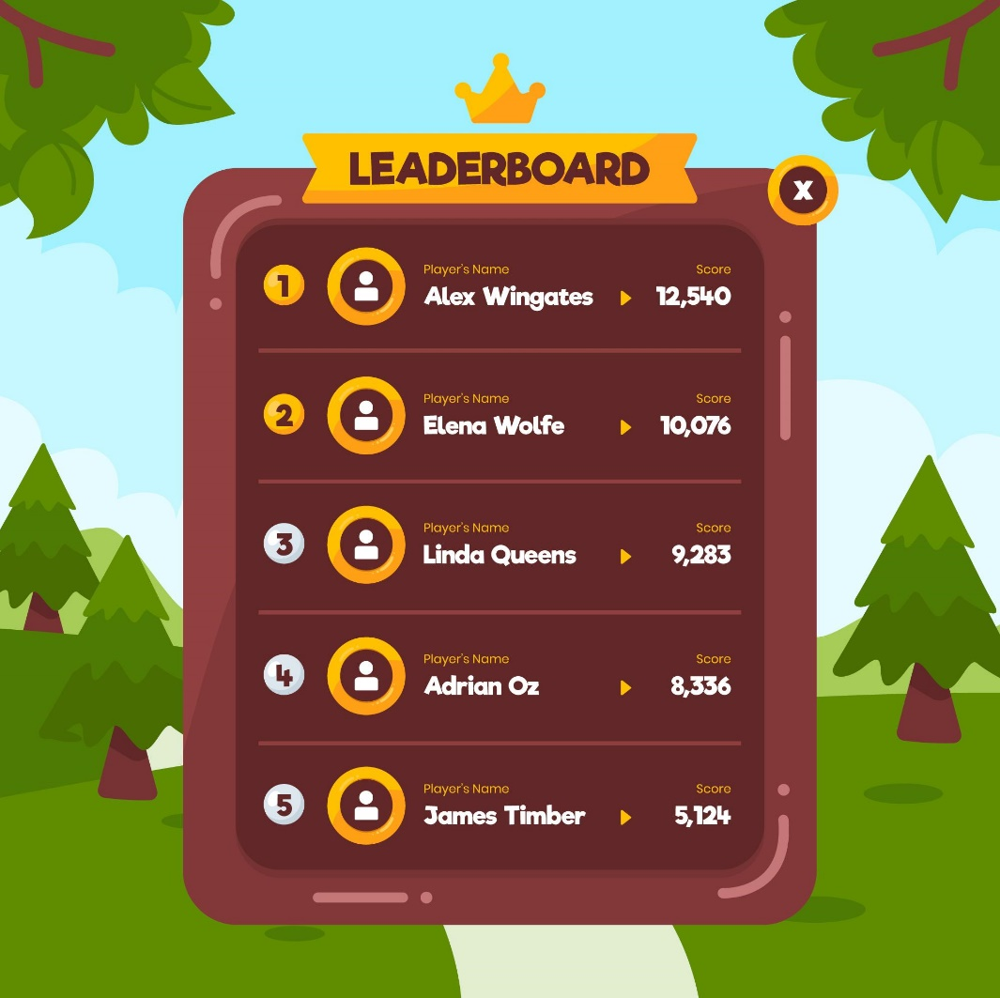 LEADERBOARD
X
1
Player's Name
Score
Alex Wingates
12,540
2
Player's Name
Score
Elena Wolfe
10,076
3
Player's Name
Score
Linda Queens
9,283
4
Player's Name
Score
Adrian Oz
8,336
5
Player's Name
Score
James Timber
5,124